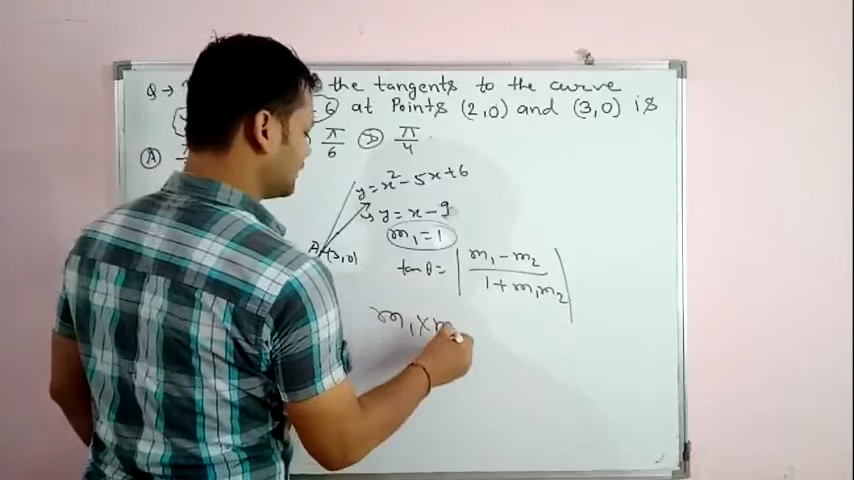 Q→ the tangents to the curve
6 at Points (2,0) and (3,0) is
(A) π/6 (D) π/4
y = x² - 5x + 6
y = x - 9
m₁ = 1
A (3,0)
tan θ = | (m₁ - m₂) / (1 + m₁m₂) |
m₁ × m